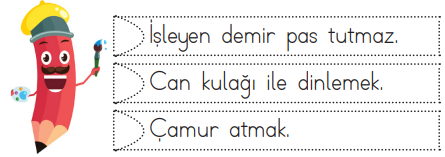 İşleyen demir pas tutmaz.
Can kulağı ile dinlemek.
Çamur atmak.